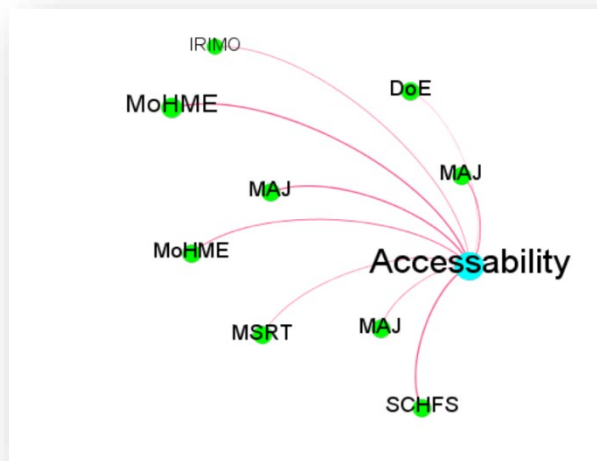 IRIMO
DoE
MoHME
MAJ
MAJ
MoHME
Accessability
MSRT
MAJ
SCHFS